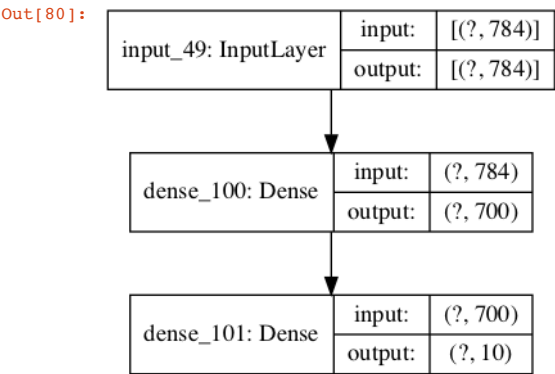 Out[80]:
input_49: InputLayer
input: [(?, 784)]
output: [(?, 784)]
dense_100: Dense
input: (?, 784)
output: (?, 700)
dense_101: Dense
input: (?, 700)
output: (?, 10)